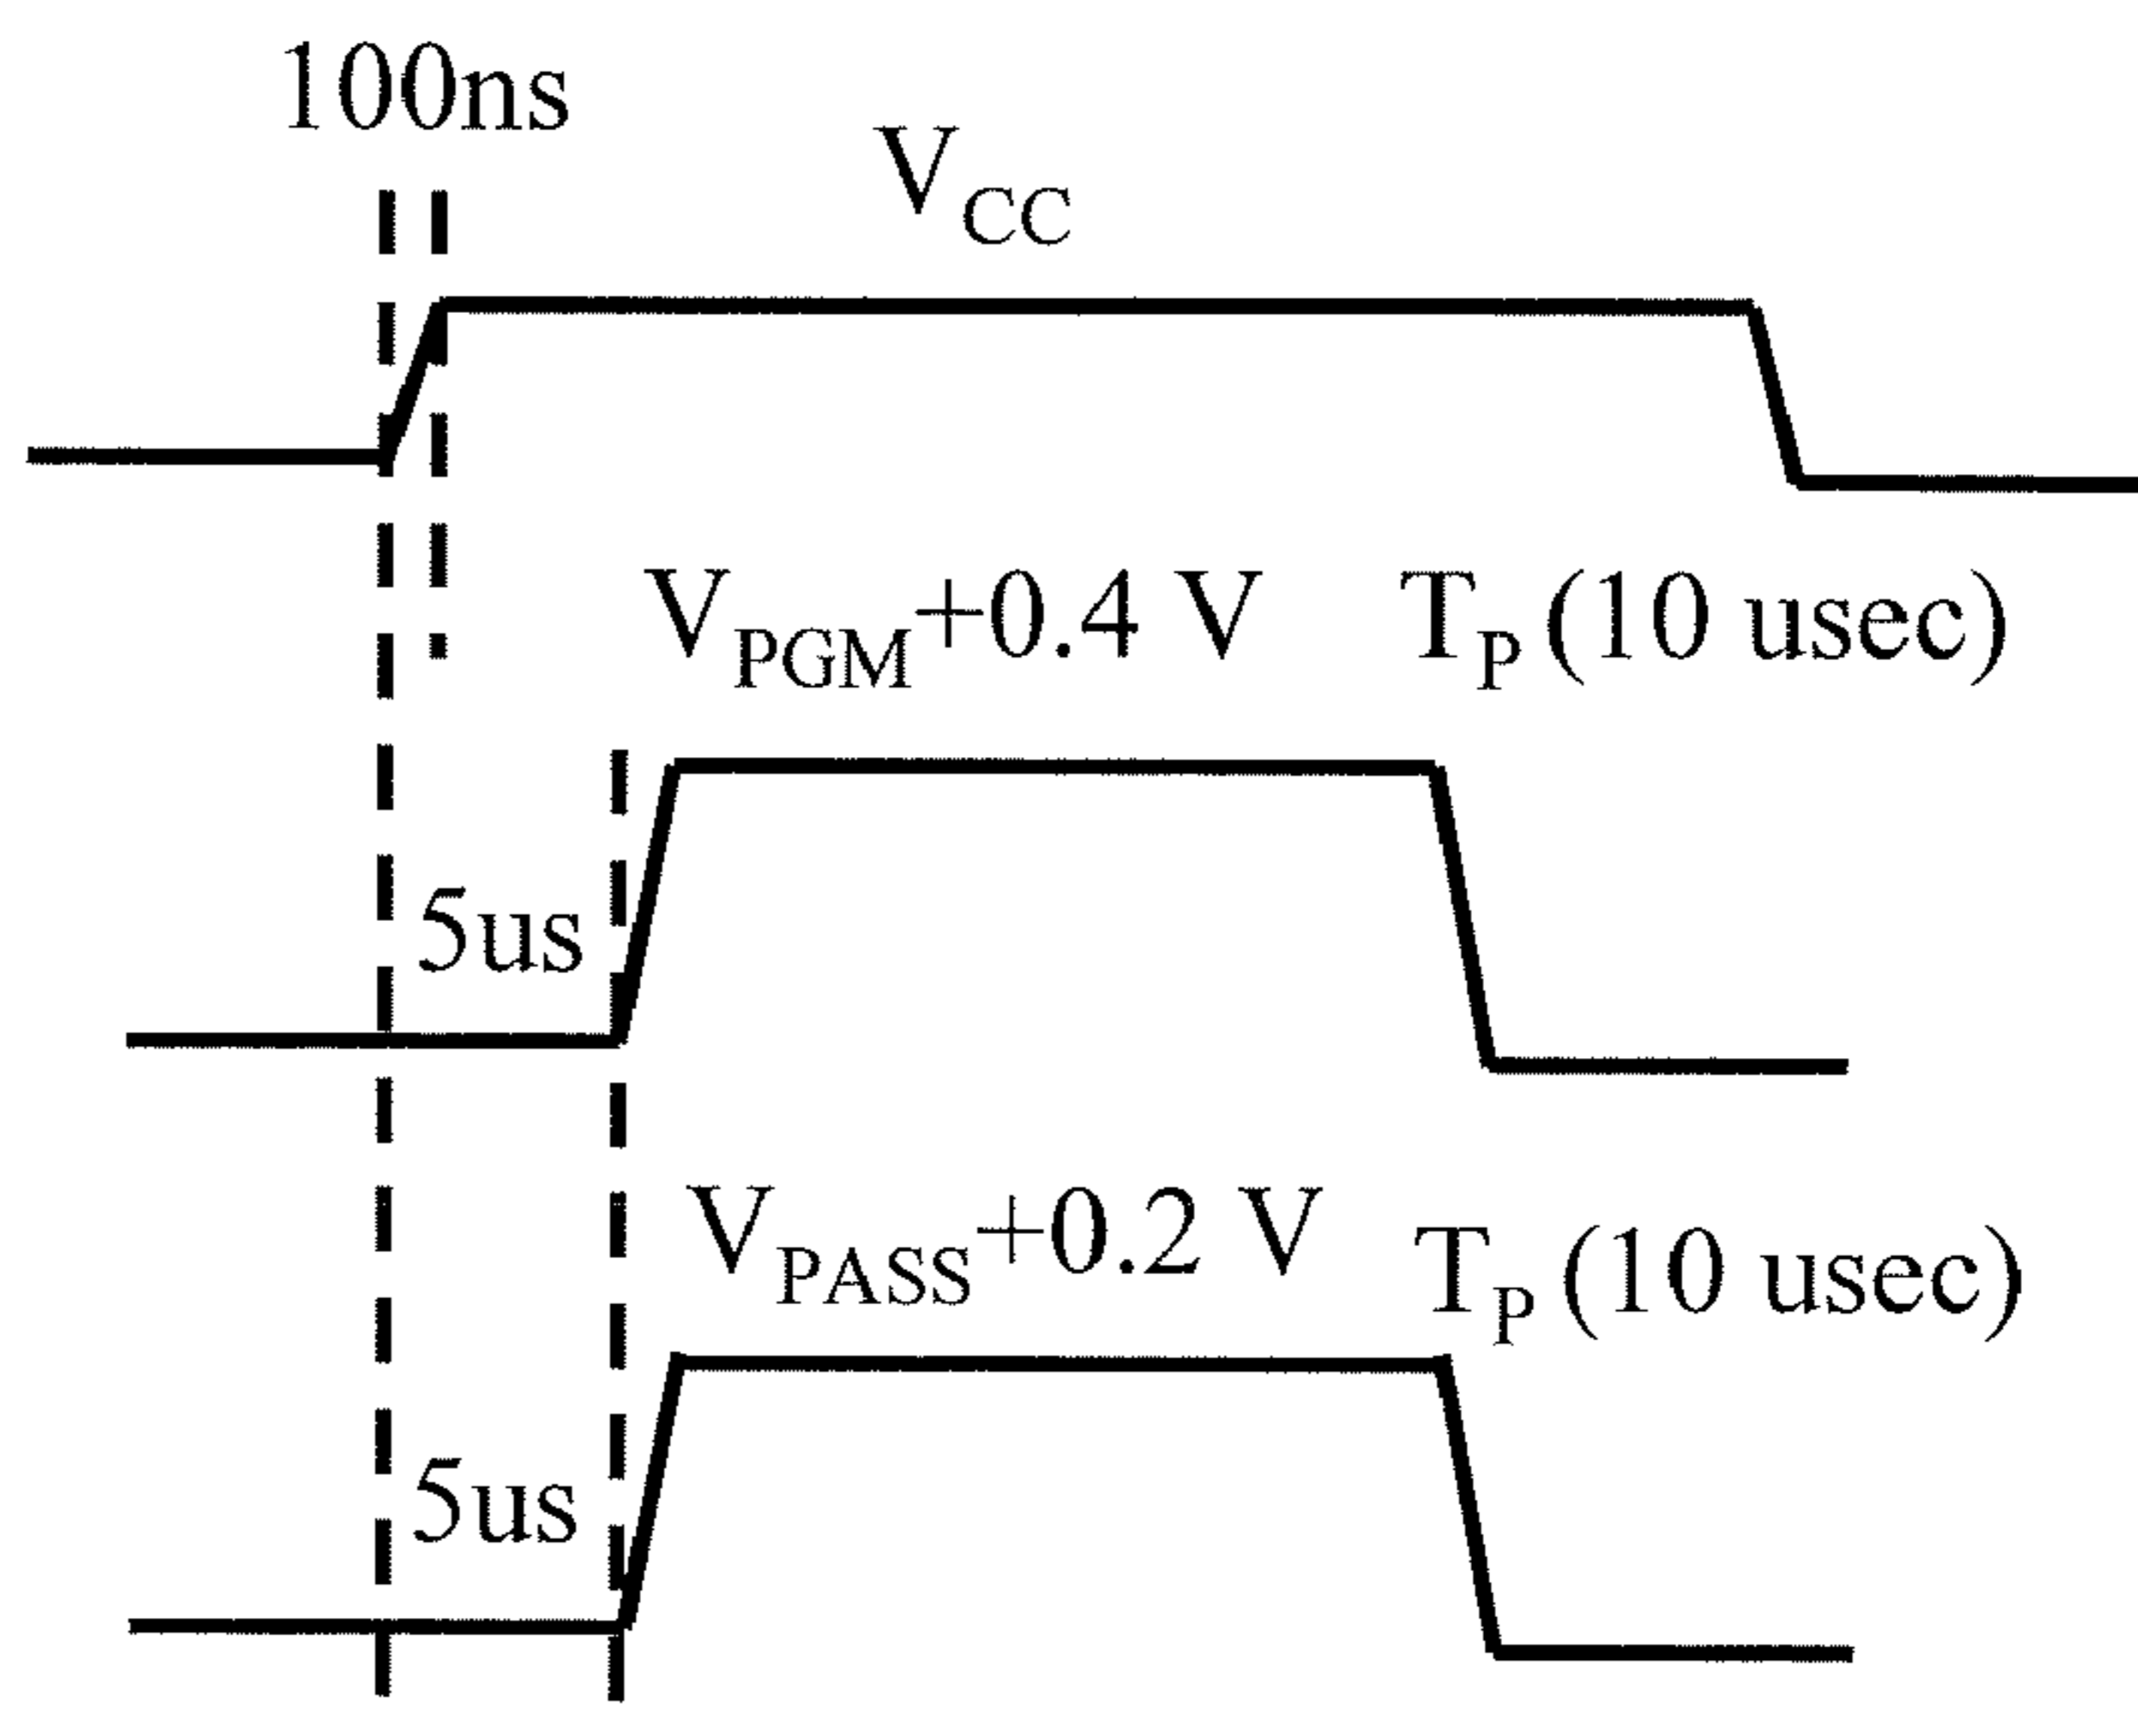 100ns
VCC
VPGM+0.4 V TP (10 usec)
5us
VPASS+0.2 V TP (10 usec)
5us